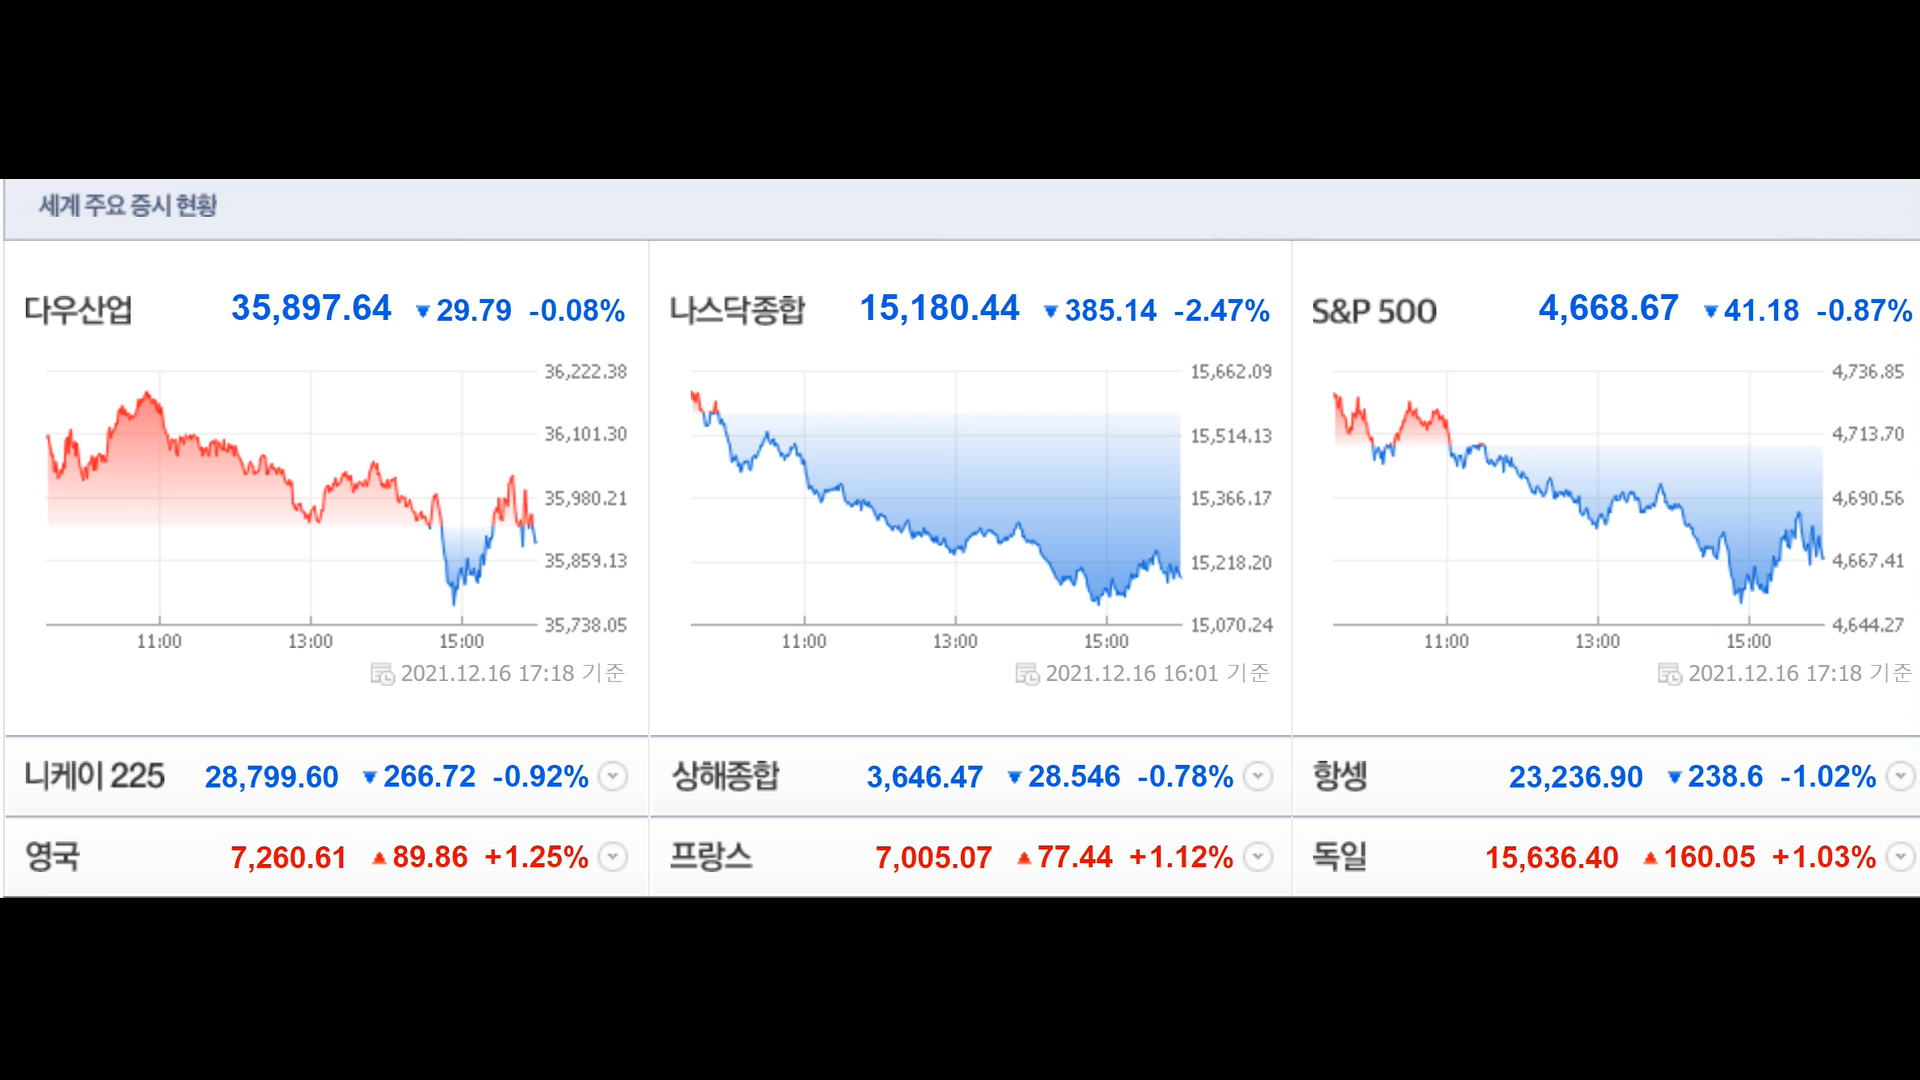 세계 주요 증시 현황
다우산업 35,897.64 ▼29.79 -0.08%
36,222.38
36,101.30
35,980.21
35,859.13
35,738.05
11:00 13:00 15:00
2021.12.16 17:18 기준
나스닥종합 15,180.44 ▼385.14 -2.47%
15,662.09
15,514.13
15,366.17
15,218.20
15,070.24
11:00 13:00 15:00
2021.12.16 16:01 기준
S&P 500 4,668.67 ▼41.18 -0.87%
4,736.85
4,713.70
4,690.56
4,667.41
4,644.27
11:00 13:00 15:00
2021.12.16 17:18 기준
니케이 225 28,799.60 ▼266.72 -0.92%
상해종합 3,646.47 ▼28.546 -0.78%
항셍 23,236.90 ▼238.6 -1.02%
영국 7,260.61 ▲89.86 +1.25%
프랑스 7,005.07 ▲77.44 +1.12%
독일 15,636.40 ▲160.05 +1.03%